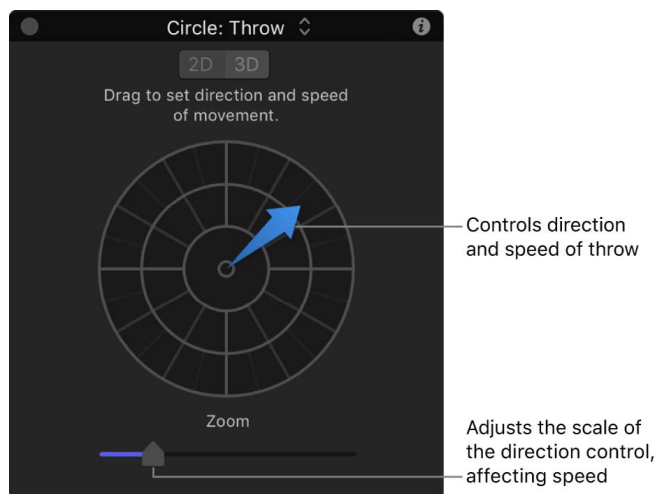 Circle: Throw
2D 3D
Drag to set direction and speed
of movement.
Controls direction
and speed of throw
Zoom
Adjusts the scale of
the direction control,
affecting speed